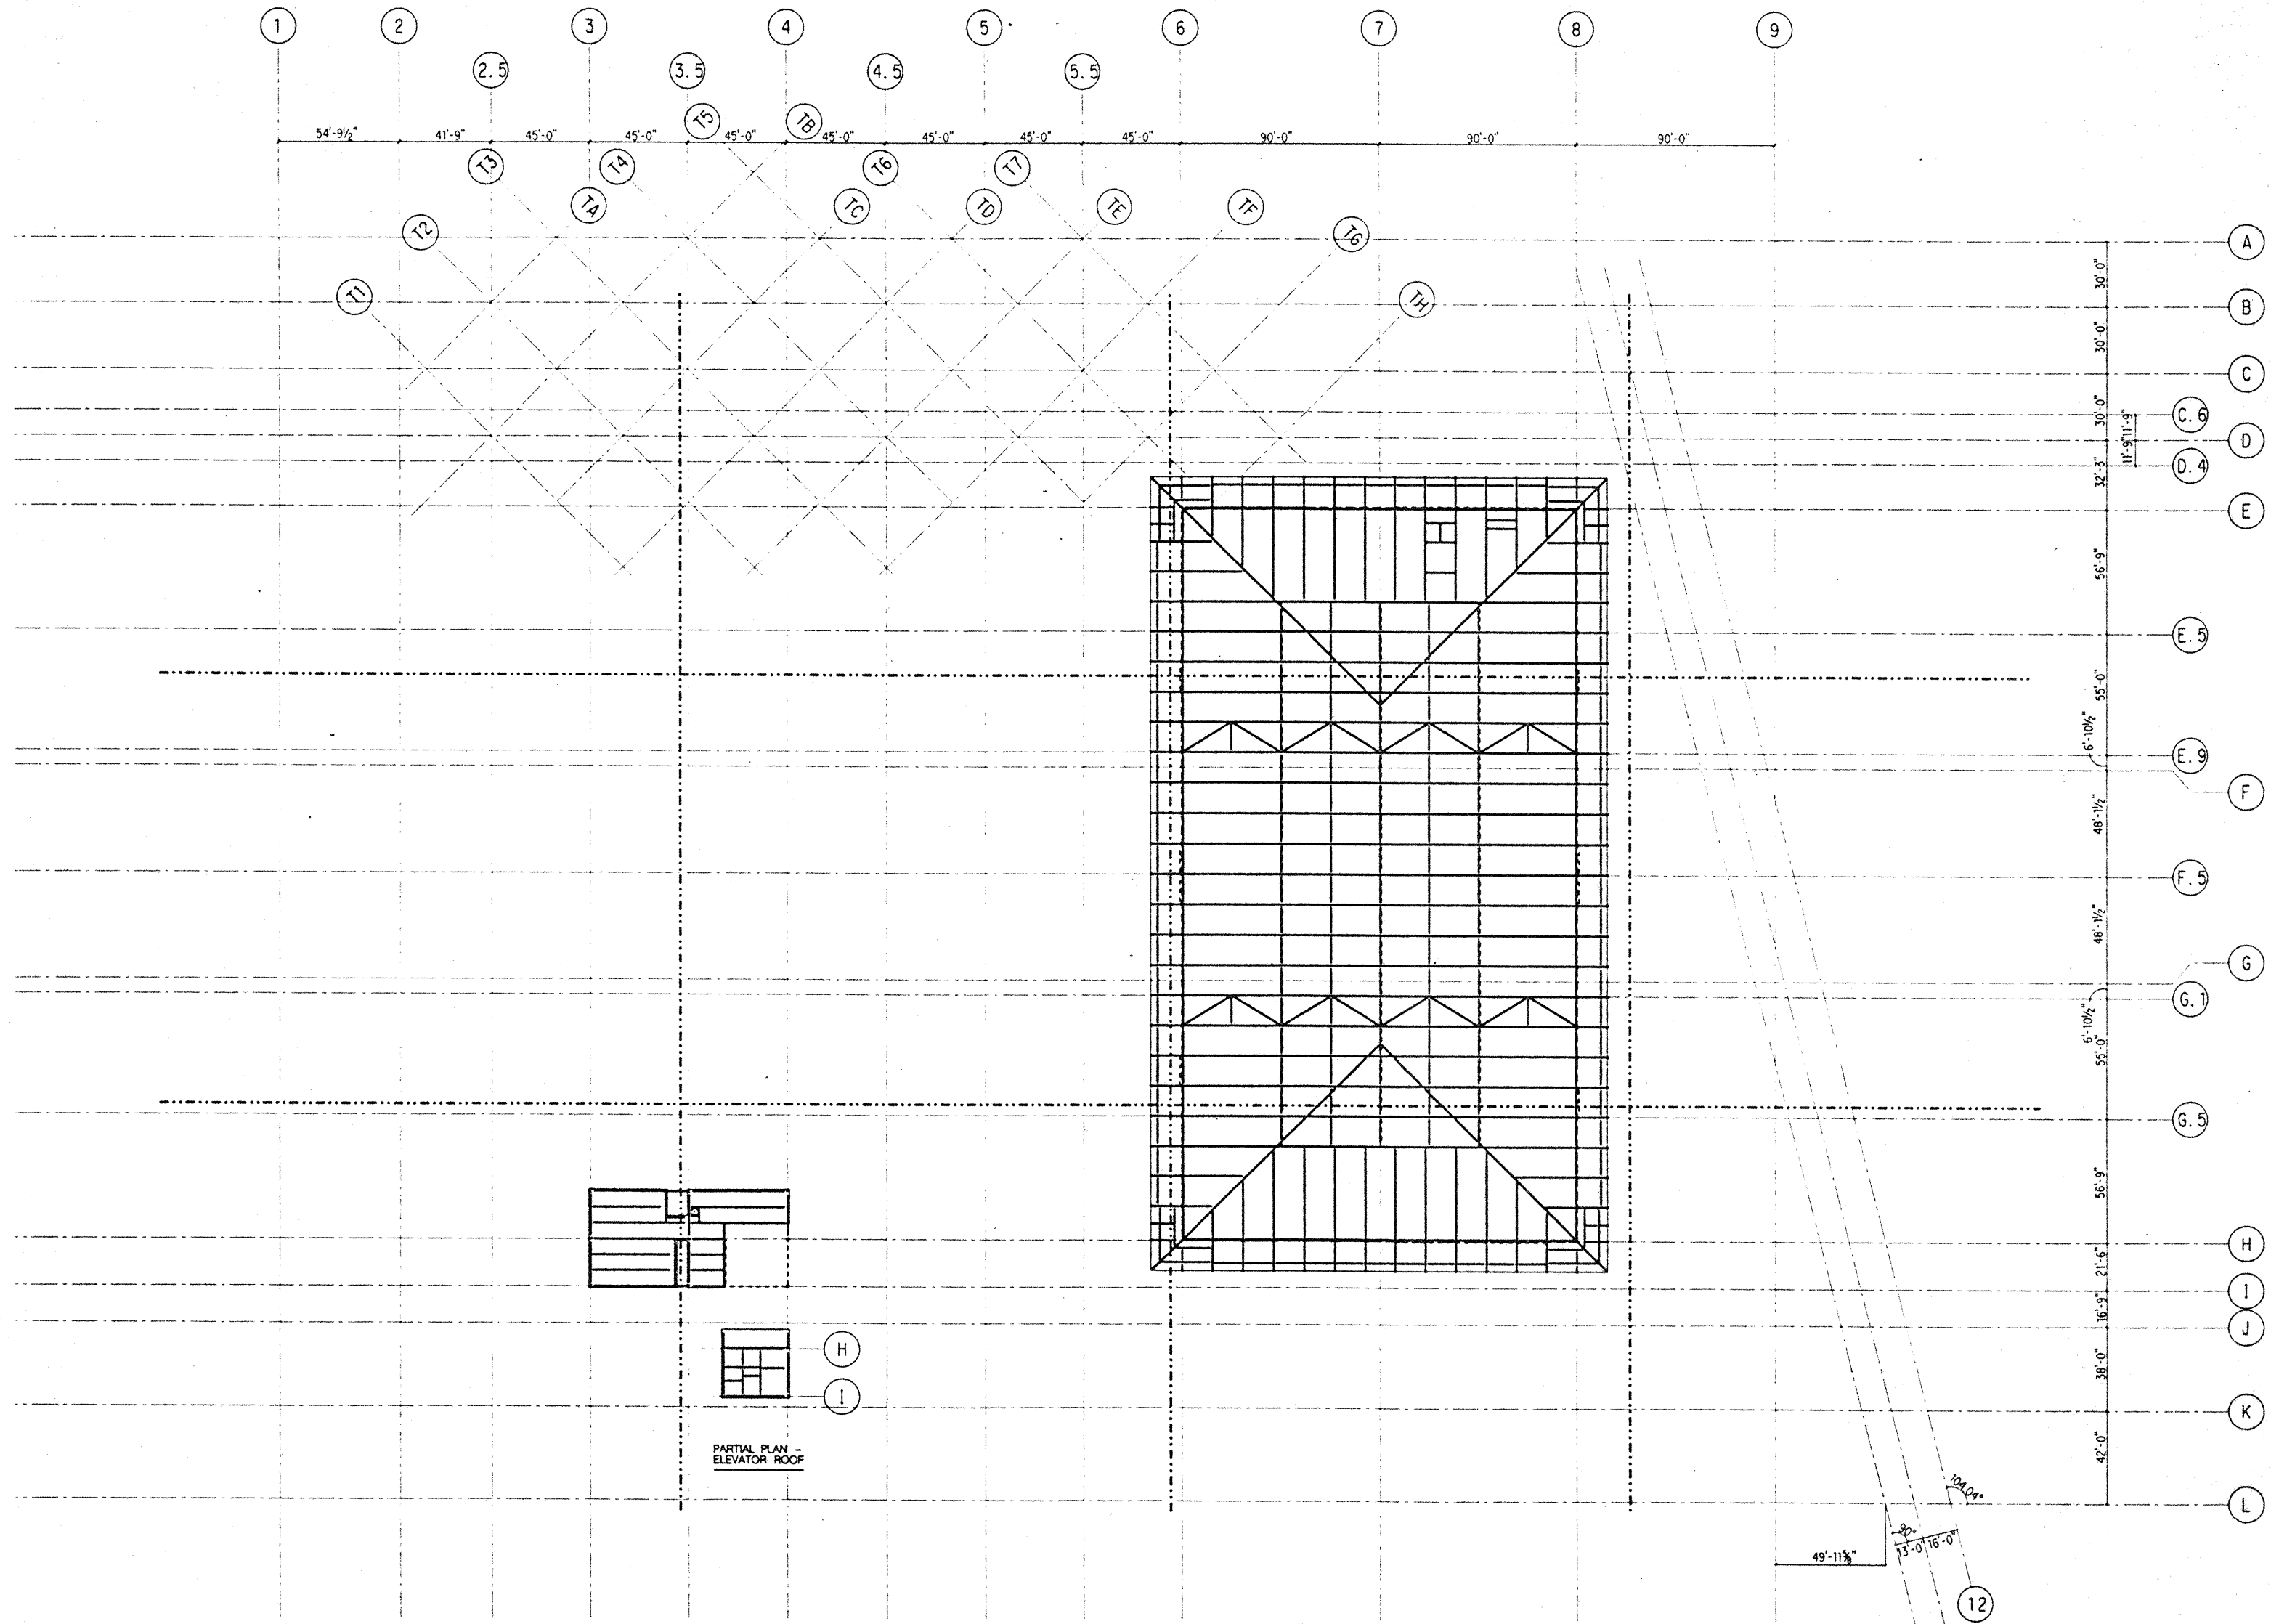 1 2 3 4 5 6 7 8 9
2.5 3.5 4.5 5.5
T5 TB
54'-9½" 41'-9" 45'-0" 45'-0" 45'-0" 45'-0" 45'-0" 45'-0" 45'-0" 90'-0" 90'-0" 90'-0"
T3 T4 T6 T7
TA TC TD TE TF
T2 TG
T1 TH
A
30'-0"
B
30'-0"
C
30'-0"
C.6
11'-9" 11'-9"
D
32'-3"
D.4
E
56'-9"
E.5
55'-0"
6'-10½"
E.9
F
48'-1½"
F.5
48'-1½"
G
G.1
6'-10½"
55'-0"
G.5
56'-9"
H
21'-6"
I
16'-9"
J
38'-0"
H
I
K
42'-0"
PARTIAL PLAN -
ELEVATOR ROOF
104.04°
L
90°
13'-0" 16'-0"
49'-11⅝"
12